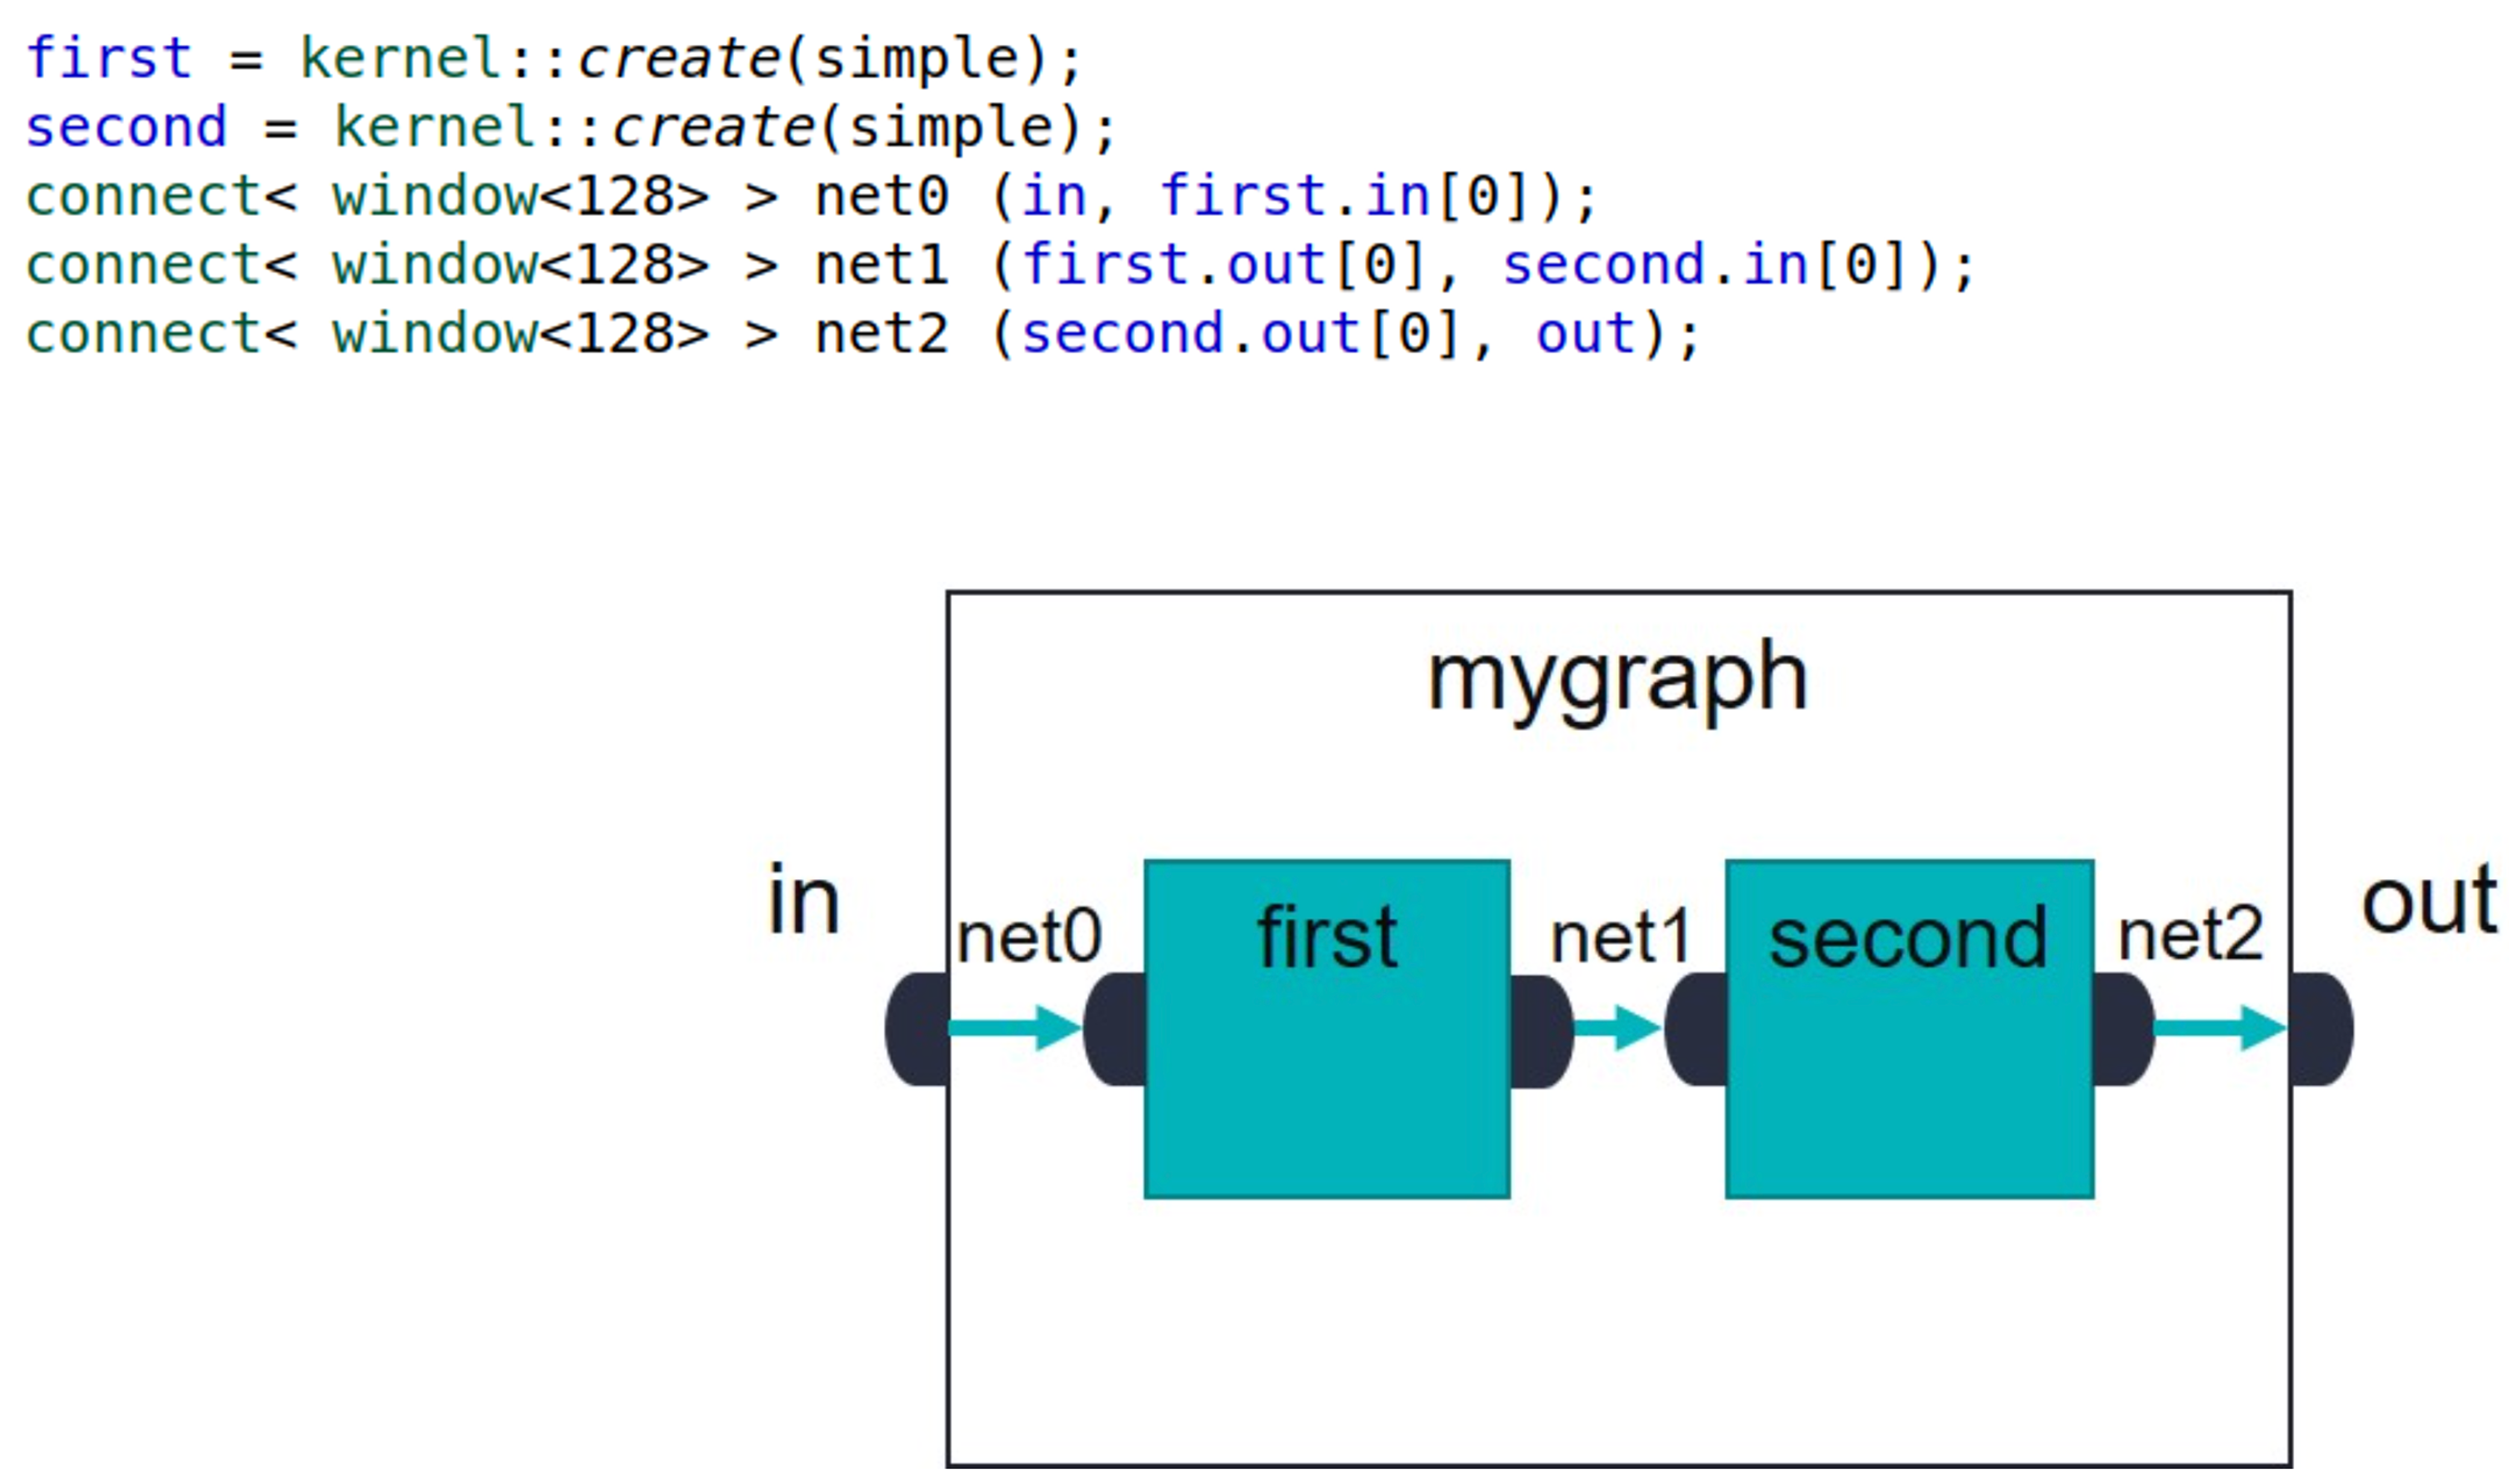 first = kernel::create(simple);
second = kernel::create(simple);
connect< window<128> > net0 (in, first.in[0]);
connect< window<128> > net1 (first.out[0], second.in[0]);
connect< window<128> > net2 (second.out[0], out);
mygraph
in
net0
first
net1
second
net2
out